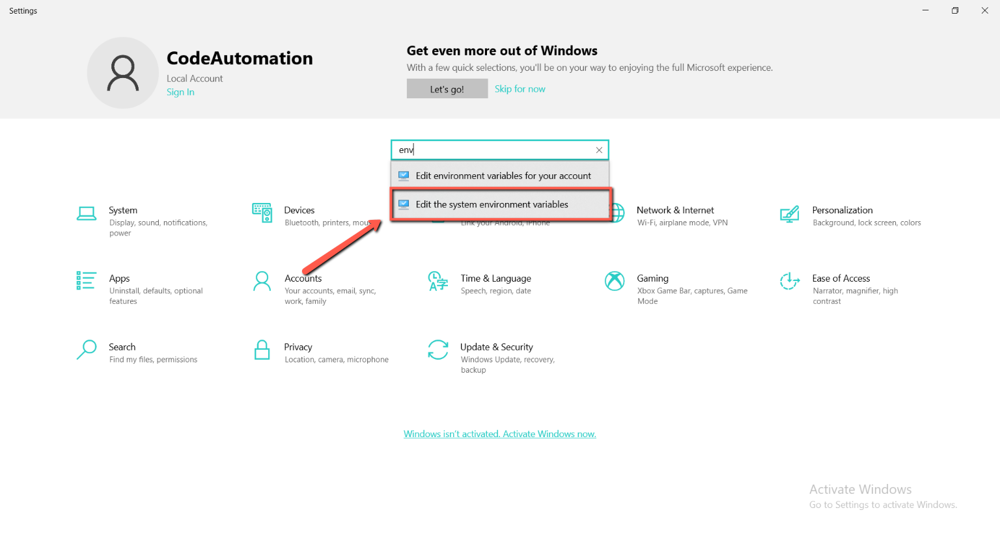 Settings
CodeAutomation
Local Account
Sign In
Get even more out of Windows
With a few quick selections, you'll be on your way to enjoying the full Microsoft experience.
Let's go!
Skip for now
env
Edit environment variables for your account
Edit the system environment variables
System
Display, sound, notifications,
power
Devices
Bluetooth, printers, mou
Link your Android, iPhone
Network & Internet
Wi-Fi, airplane mode, VPN
Personalization
Background, lock screen, colors
Apps
Uninstall, defaults, optional
features
Accounts
Your accounts, email, sync,
work, family
Time & Language
Speech, region, date
Gaming
Xbox Game Bar, captures, Game
Mode
Ease of Access
Narrator, magnifier, high
contrast
Search
Find my files, permissions
Privacy
Location, camera, microphone
Update & Security
Windows Update, recovery,
backup
Windows isn't activated. Activate Windows now.
Activate Windows
Go to Settings to activate Windows.